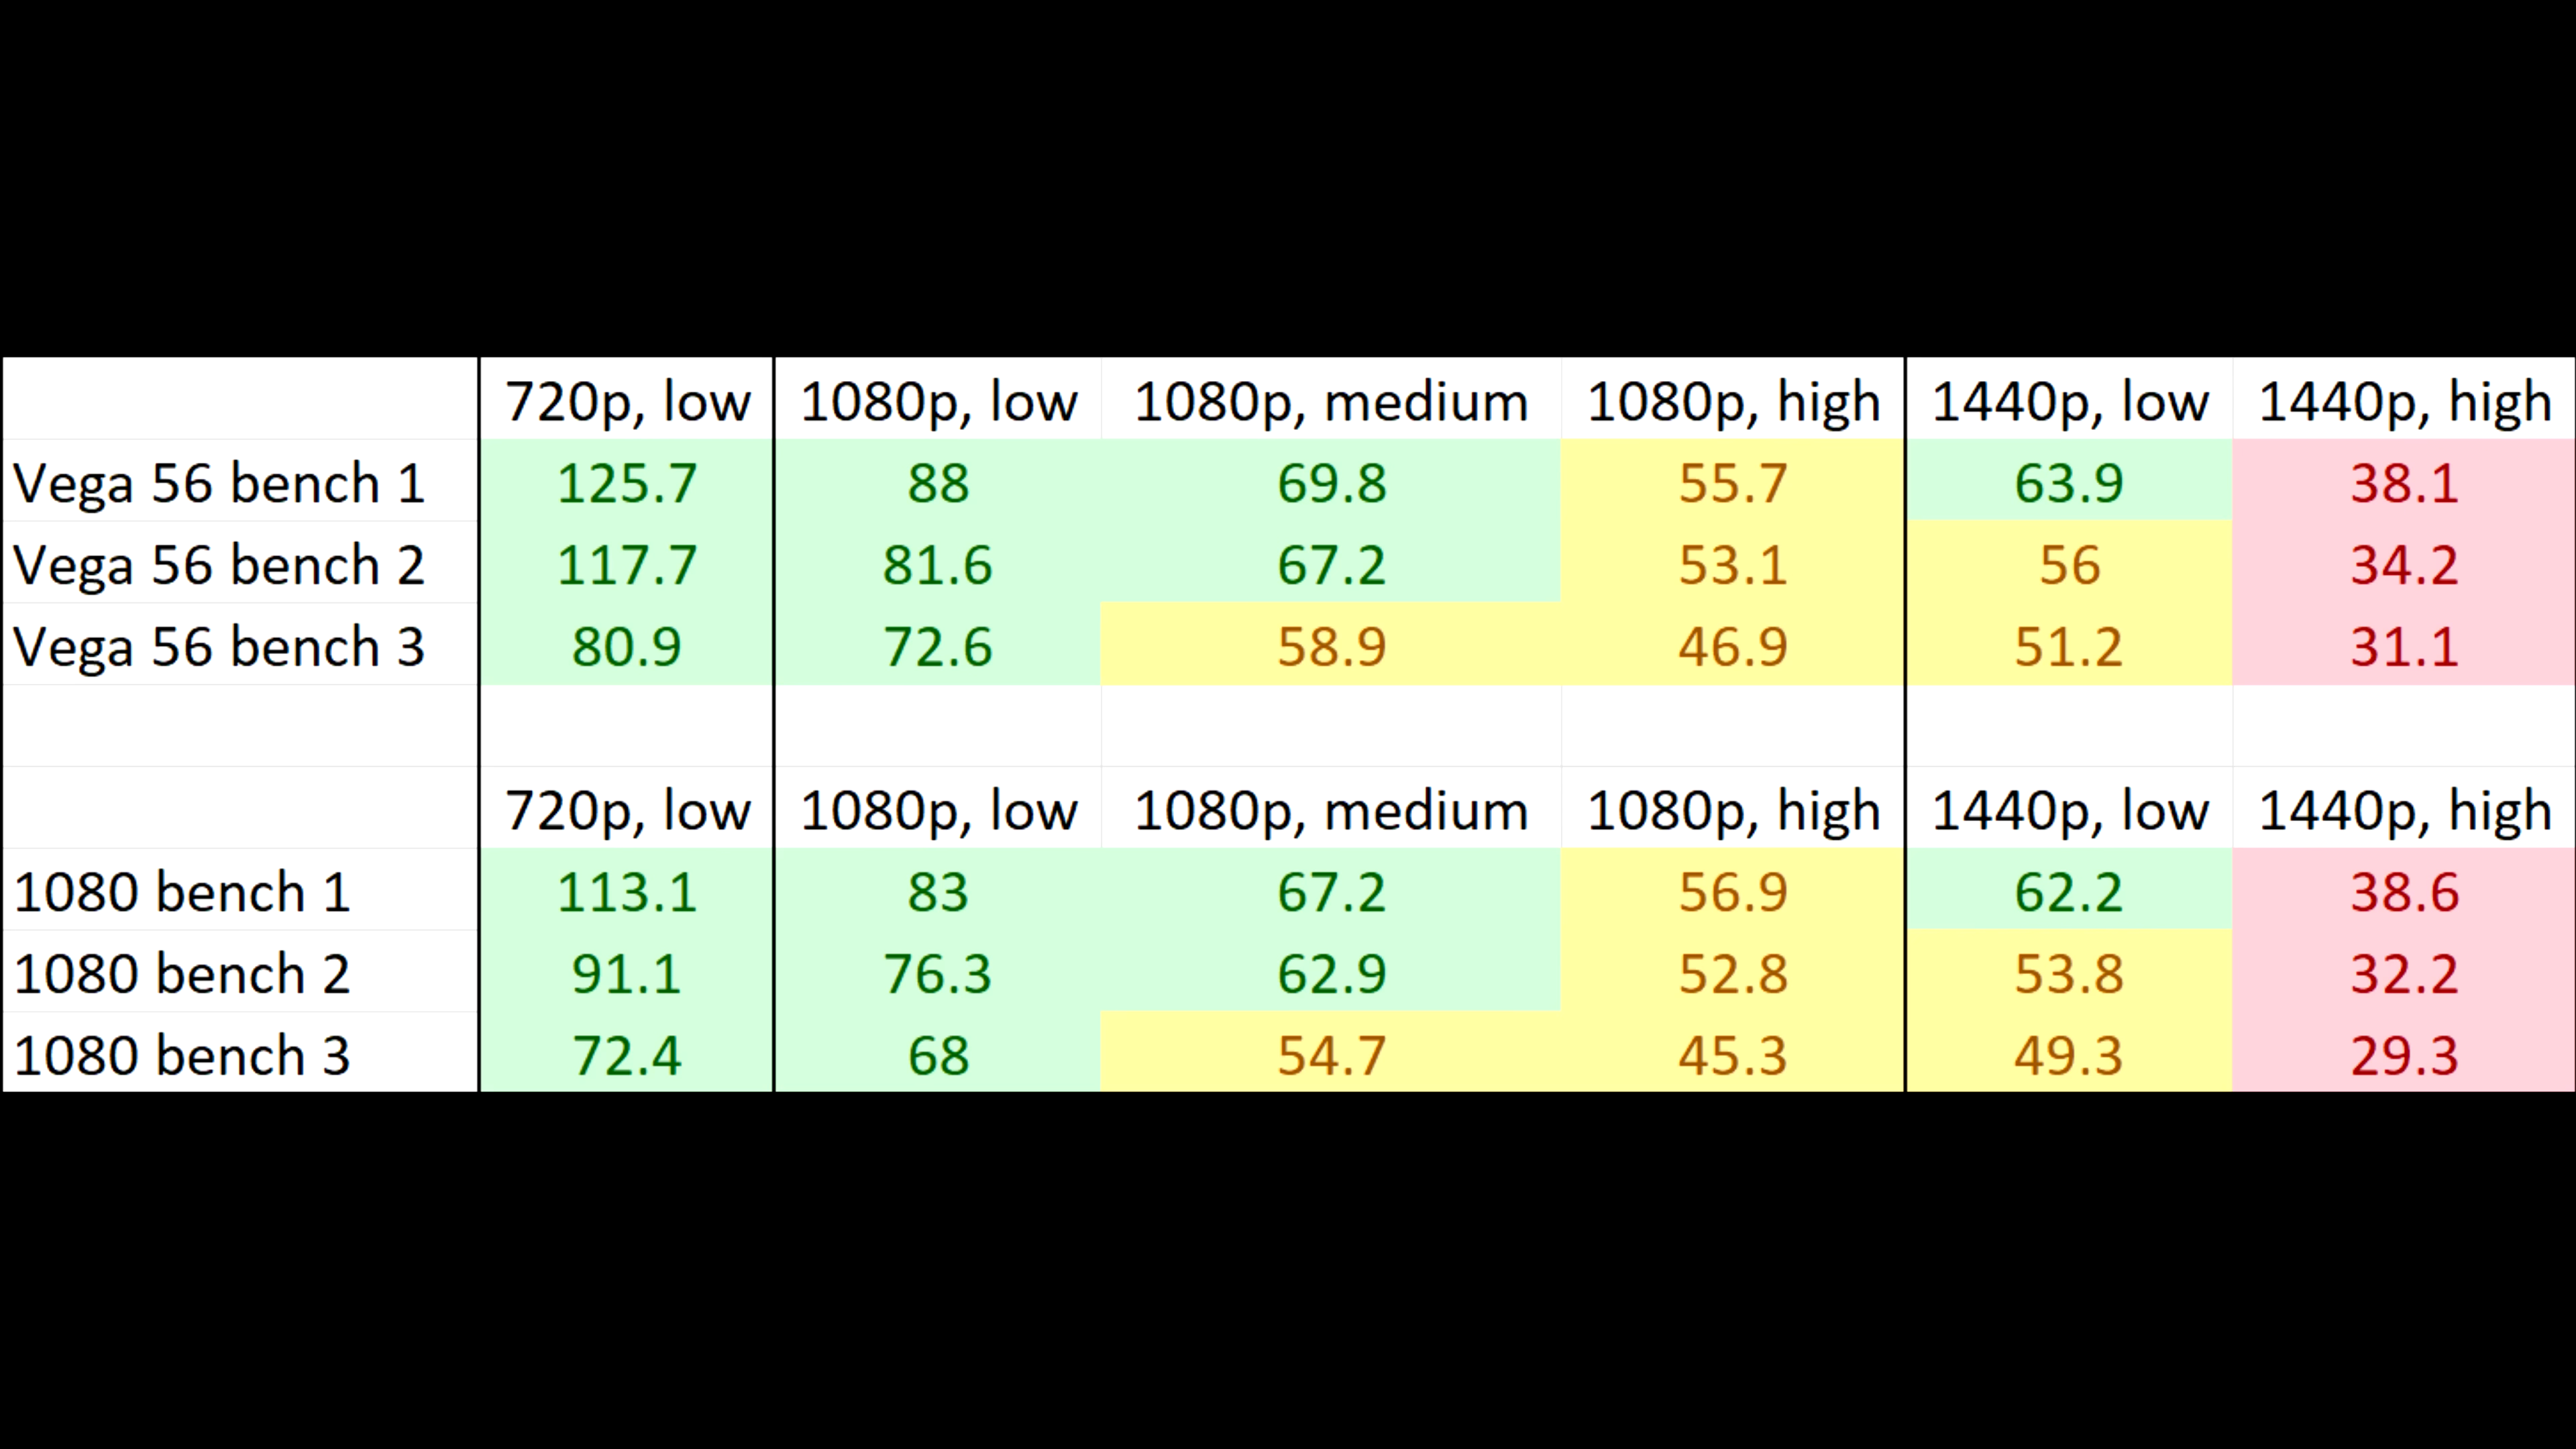 720p, low 1080p, low 1080p, medium 1080p, high 1440p, low 1440p, high
Vega 56 bench 1 125.7 88 69.8 55.7 63.9 38.1
Vega 56 bench 2 117.7 81.6 67.2 53.1 56 34.2
Vega 56 bench 3 80.9 72.6 58.9 46.9 51.2 31.1
720p, low 1080p, low 1080p, medium 1080p, high 1440p, low 1440p, high
1080 bench 1 113.1 83 67.2 56.9 62.2 38.6
1080 bench 2 91.1 76.3 62.9 52.8 53.8 32.2
1080 bench 3 72.4 68 54.7 45.3 49.3 29.3